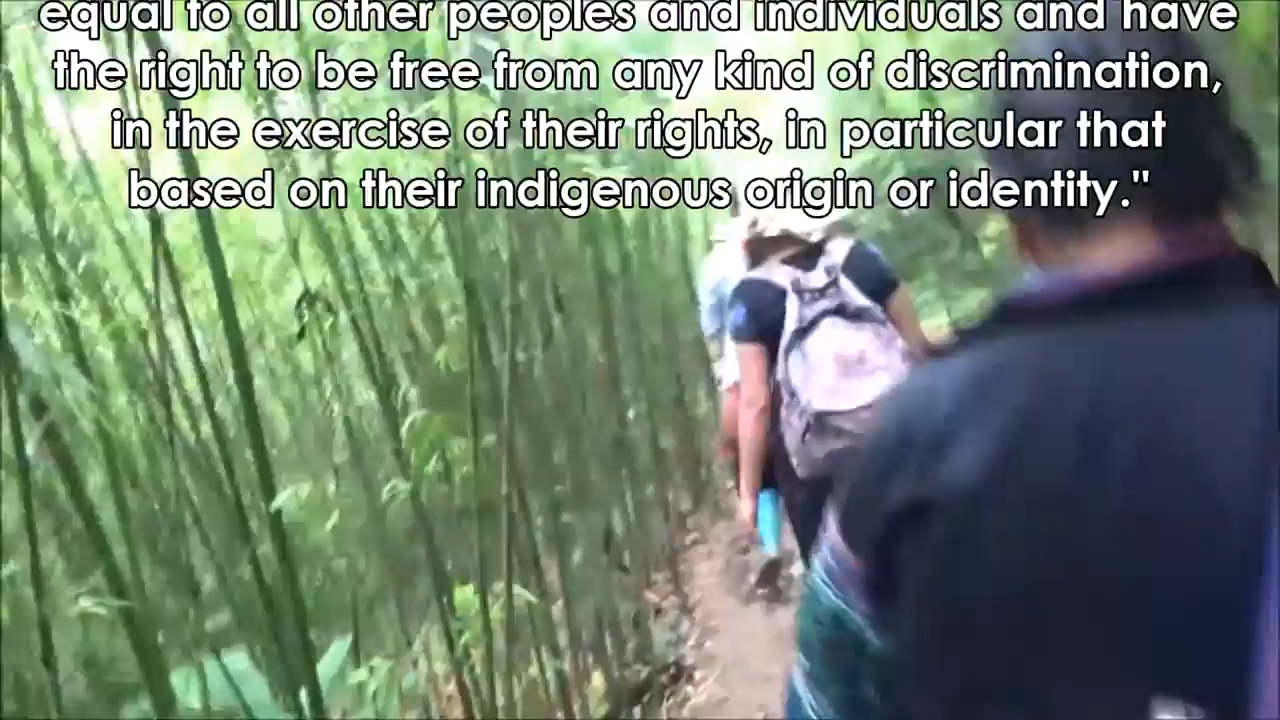 equal to all other peoples and individuals and have
the right to be free from any kind of discrimination,
in the exercise of their rights, in particular that
based on their indigenous origin or identity."